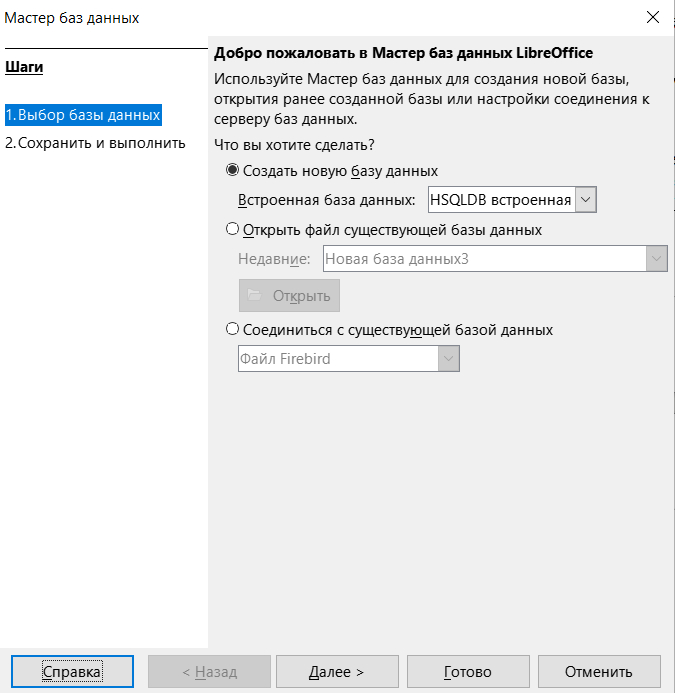 Мастер баз данных
Шаги
1. Выбор базы данных
2. Сохранить и выполнить
Добро пожаловать в Мастер баз данных LibreOffice
Используйте Мастер баз данных для создания новой базы,
открытия ранее созданной базы или настройки соединения к
серверу баз данных.
Что вы хотите сделать?
Создать новую базу данных
Встроенная база данных: HSQLDB встроенная
Открыть файл существующей базы данных
Недавние: Новая база данных3
Открыть
Соединиться с существующей базой данных
Файл Firebird
Справка < Назад Далее > Готово Отменить